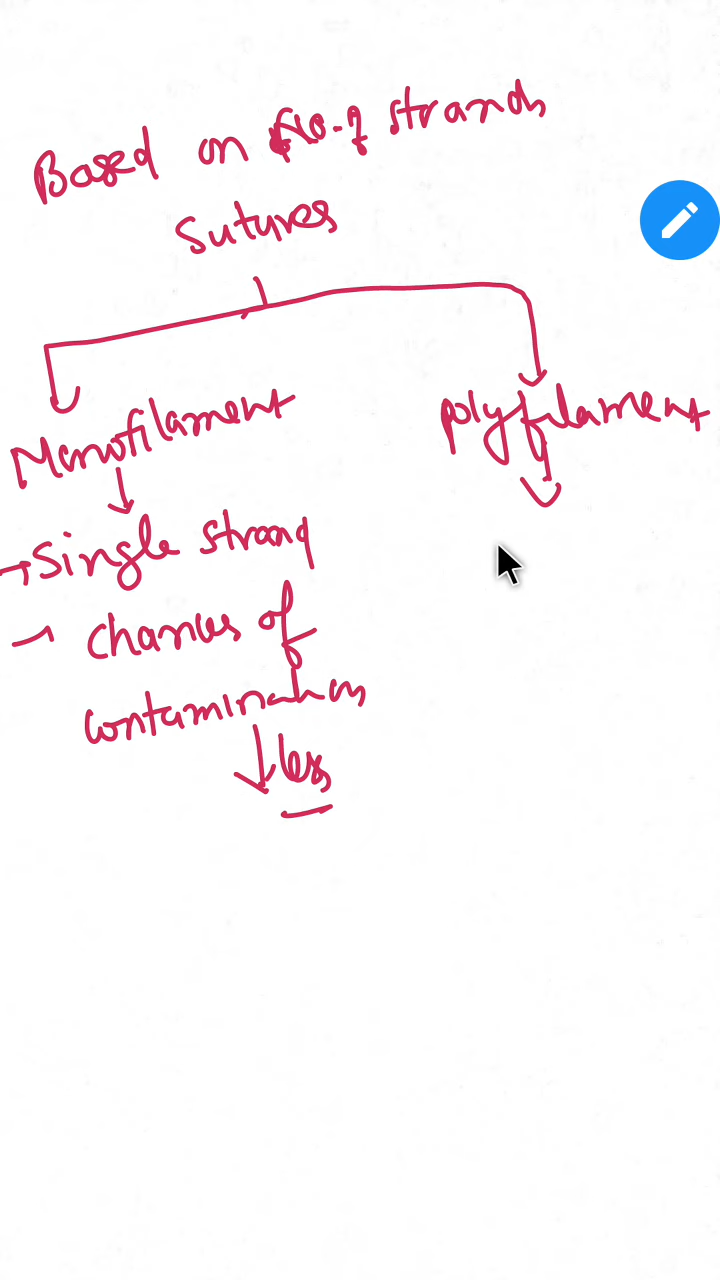 Based on No. of strands
Sutures
Monofilament
polyfilament
→ Single strand
- Chances of
contamination
↓ less